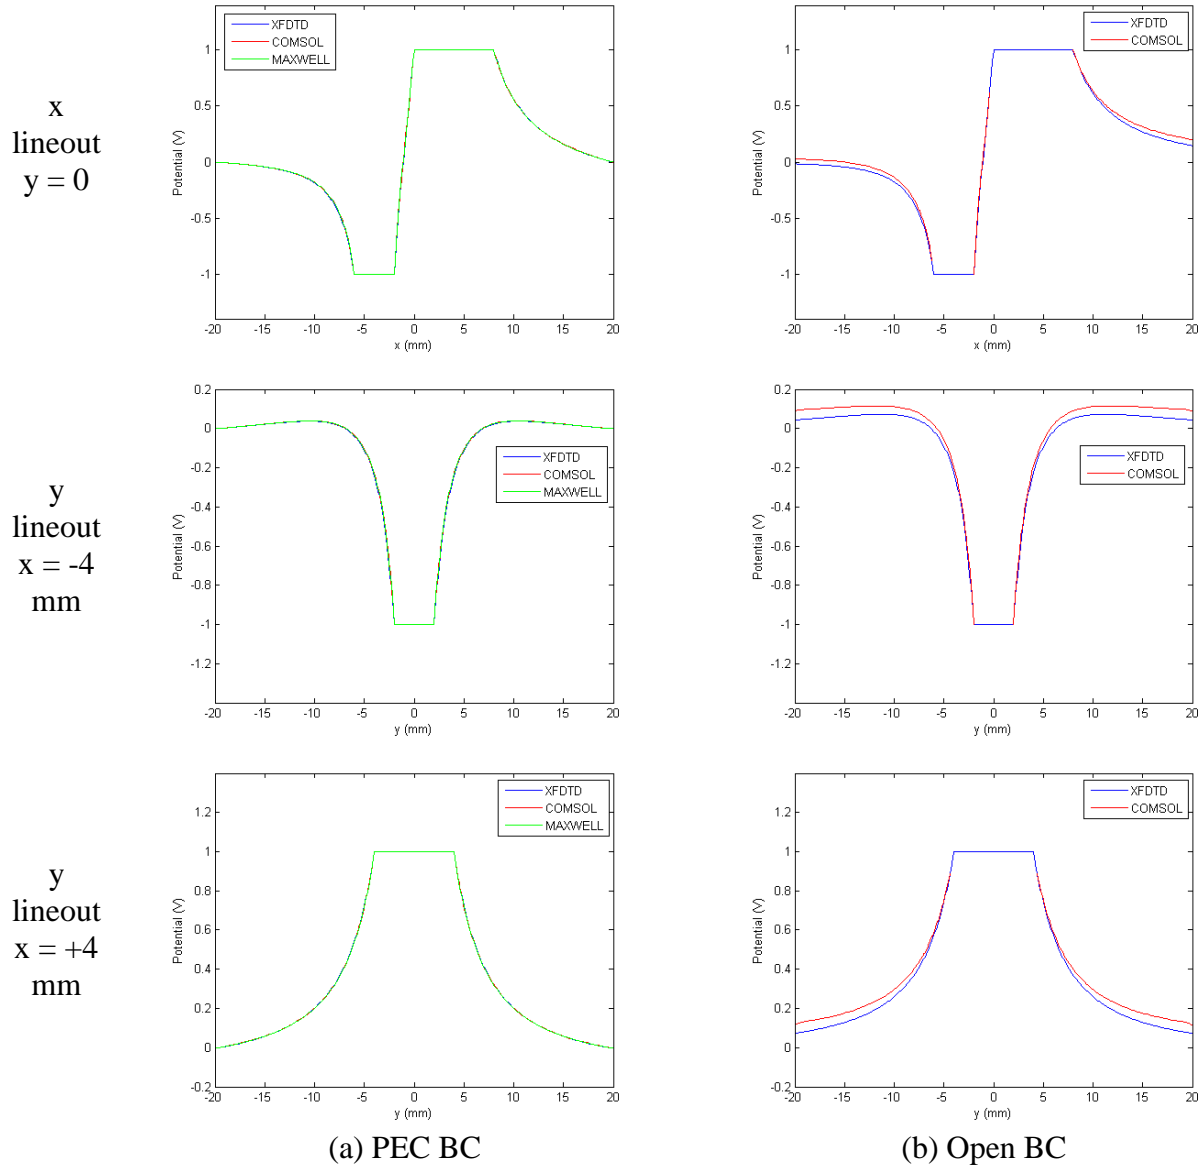 x
lineout
y = 0
XFDTD
COMSOL
MAXWELL
Potential (V)
1
0.5
0
-0.5
-1
-20 -15 -10 -5 0 5 10 15 20
x (mm)
XFDTD
COMSOL
Potential (V)
1
0.5
0
-0.5
-1
-20 -15 -10 -5 0 5 10 15 20
x (mm)
y
lineout
x = -4
mm
XFDTD
COMSOL
MAXWELL
Potential (V)
0.2
0
-0.2
-0.4
-0.6
-0.8
-1
-1.2
-20 -15 -10 -5 0 5 10 15 20
y (mm)
XFDTD
COMSOL
Potential (V)
0.2
0
-0.2
-0.4
-0.6
-0.8
-1
-1.2
-20 -15 -10 -5 0 5 10 15 20
y (mm)
y
lineout
x = +4
mm
XFDTD
COMSOL
MAXWELL
Potential (V)
1.2
1
0.8
0.6
0.4
0.2
0
-0.2
-20 -15 -10 -5 0 5 10 15 20
y (mm)
XFDTD
COMSOL
Potential (V)
1.2
1
0.8
0.6
0.4
0.2
0
-0.2
-20 -15 -10 -5 0 5 10 15 20
y (mm)
(a) PEC BC
(b) Open BC